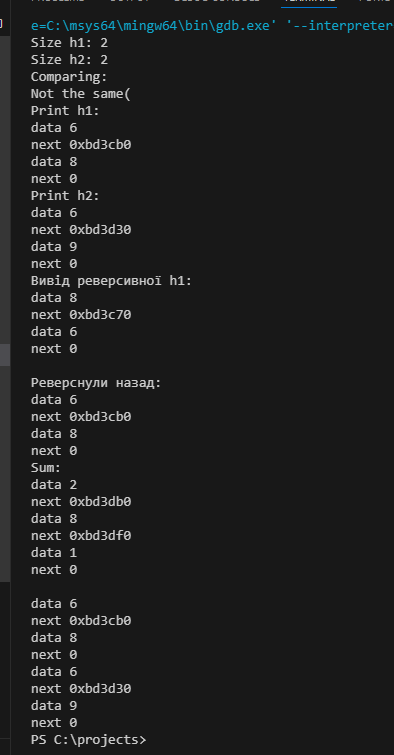 e=C:\msys64\mingw64\bin\gdb.exe' '--interpreter
Size h1: 2
Size h2: 2
Comparing:
Not the same(
Print h1:
data 6
next 0xbd3cb0
data 8
next 0
Print h2:
data 6
next 0xbd3d30
data 9
next 0
Вивід реверсивної h1:
data 8
next 0xbd3c70
data 6
next 0
Реверснули назад:
data 6
next 0xbd3cb0
data 8
next 0
Sum:
data 2
next 0xbd3db0
data 8
next 0xbd3df0
data 1
next 0
data 6
next 0xbd3cb0
data 8
next 0
data 6
next 0xbd3d30
data 9
next 0
PS C:\projects>